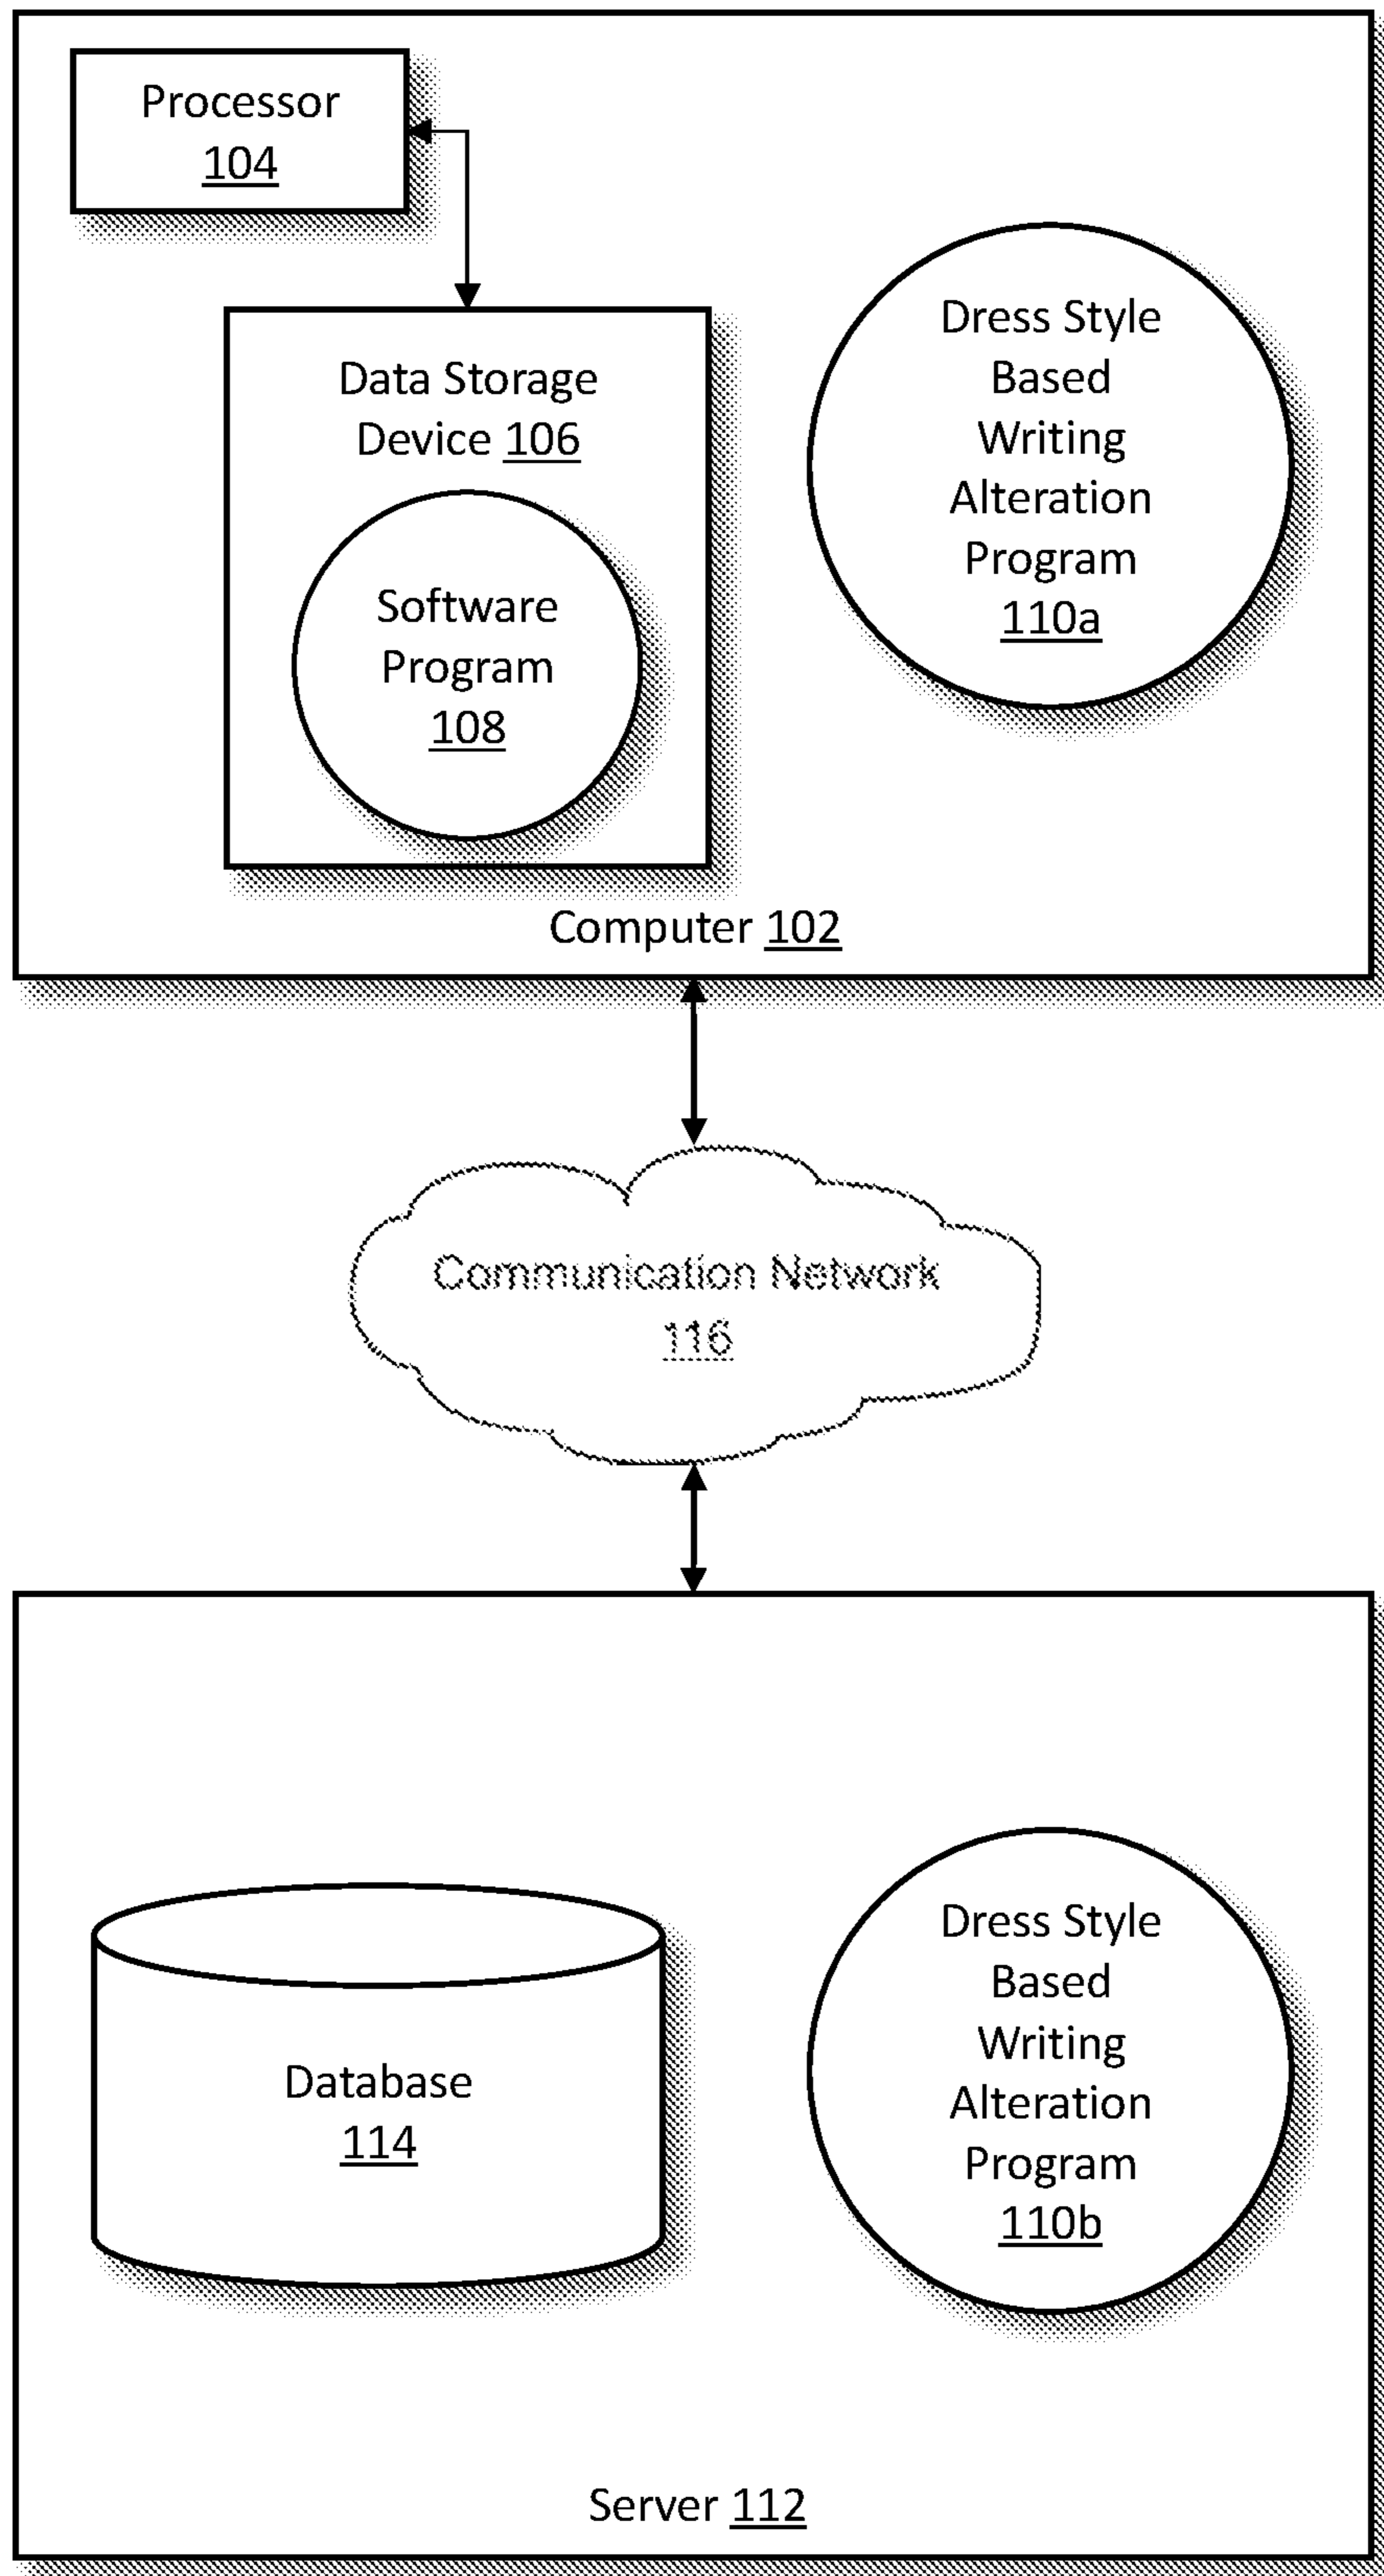 Processor
104
Data Storage
Device 106
Software
Program
108
Dress Style
Based
Writing
Alteration
Program
110a
Computer 102
Communication Network
116
Database
114
Dress Style
Based
Writing
Alteration
Program
110b
Server 112